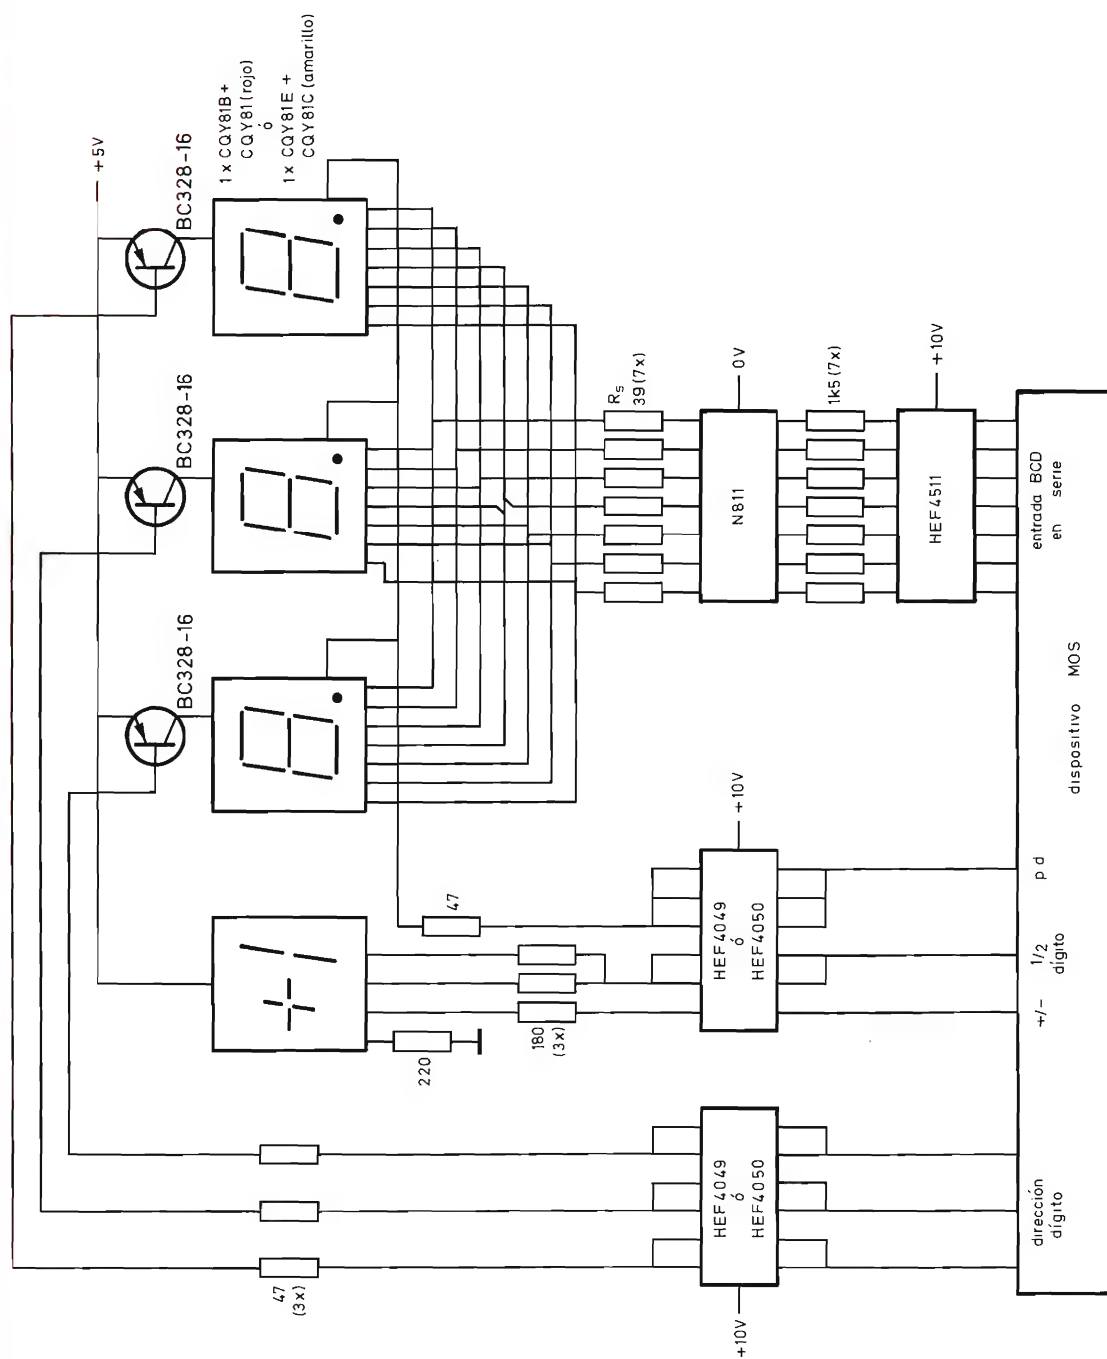 +5V
BC328-16
BC328-16
BC328-16
1 x CQY81B +
CQY81 (rojo)
ó
1 x CQY81E +
CQY81C (amarillo)
47
(3x)
220
180
(3x)
47
Rs
39 (7x)
+10V
HEF4049
ó
HEF4050
HEF4049
ó
HEF4050
+10V
N811
0V
1k5 (7x)
HEF4511
+10V
dirección
dígito
+/-
1/2
dígito
p d
entrada BCD
en serie
dispositivo MOS